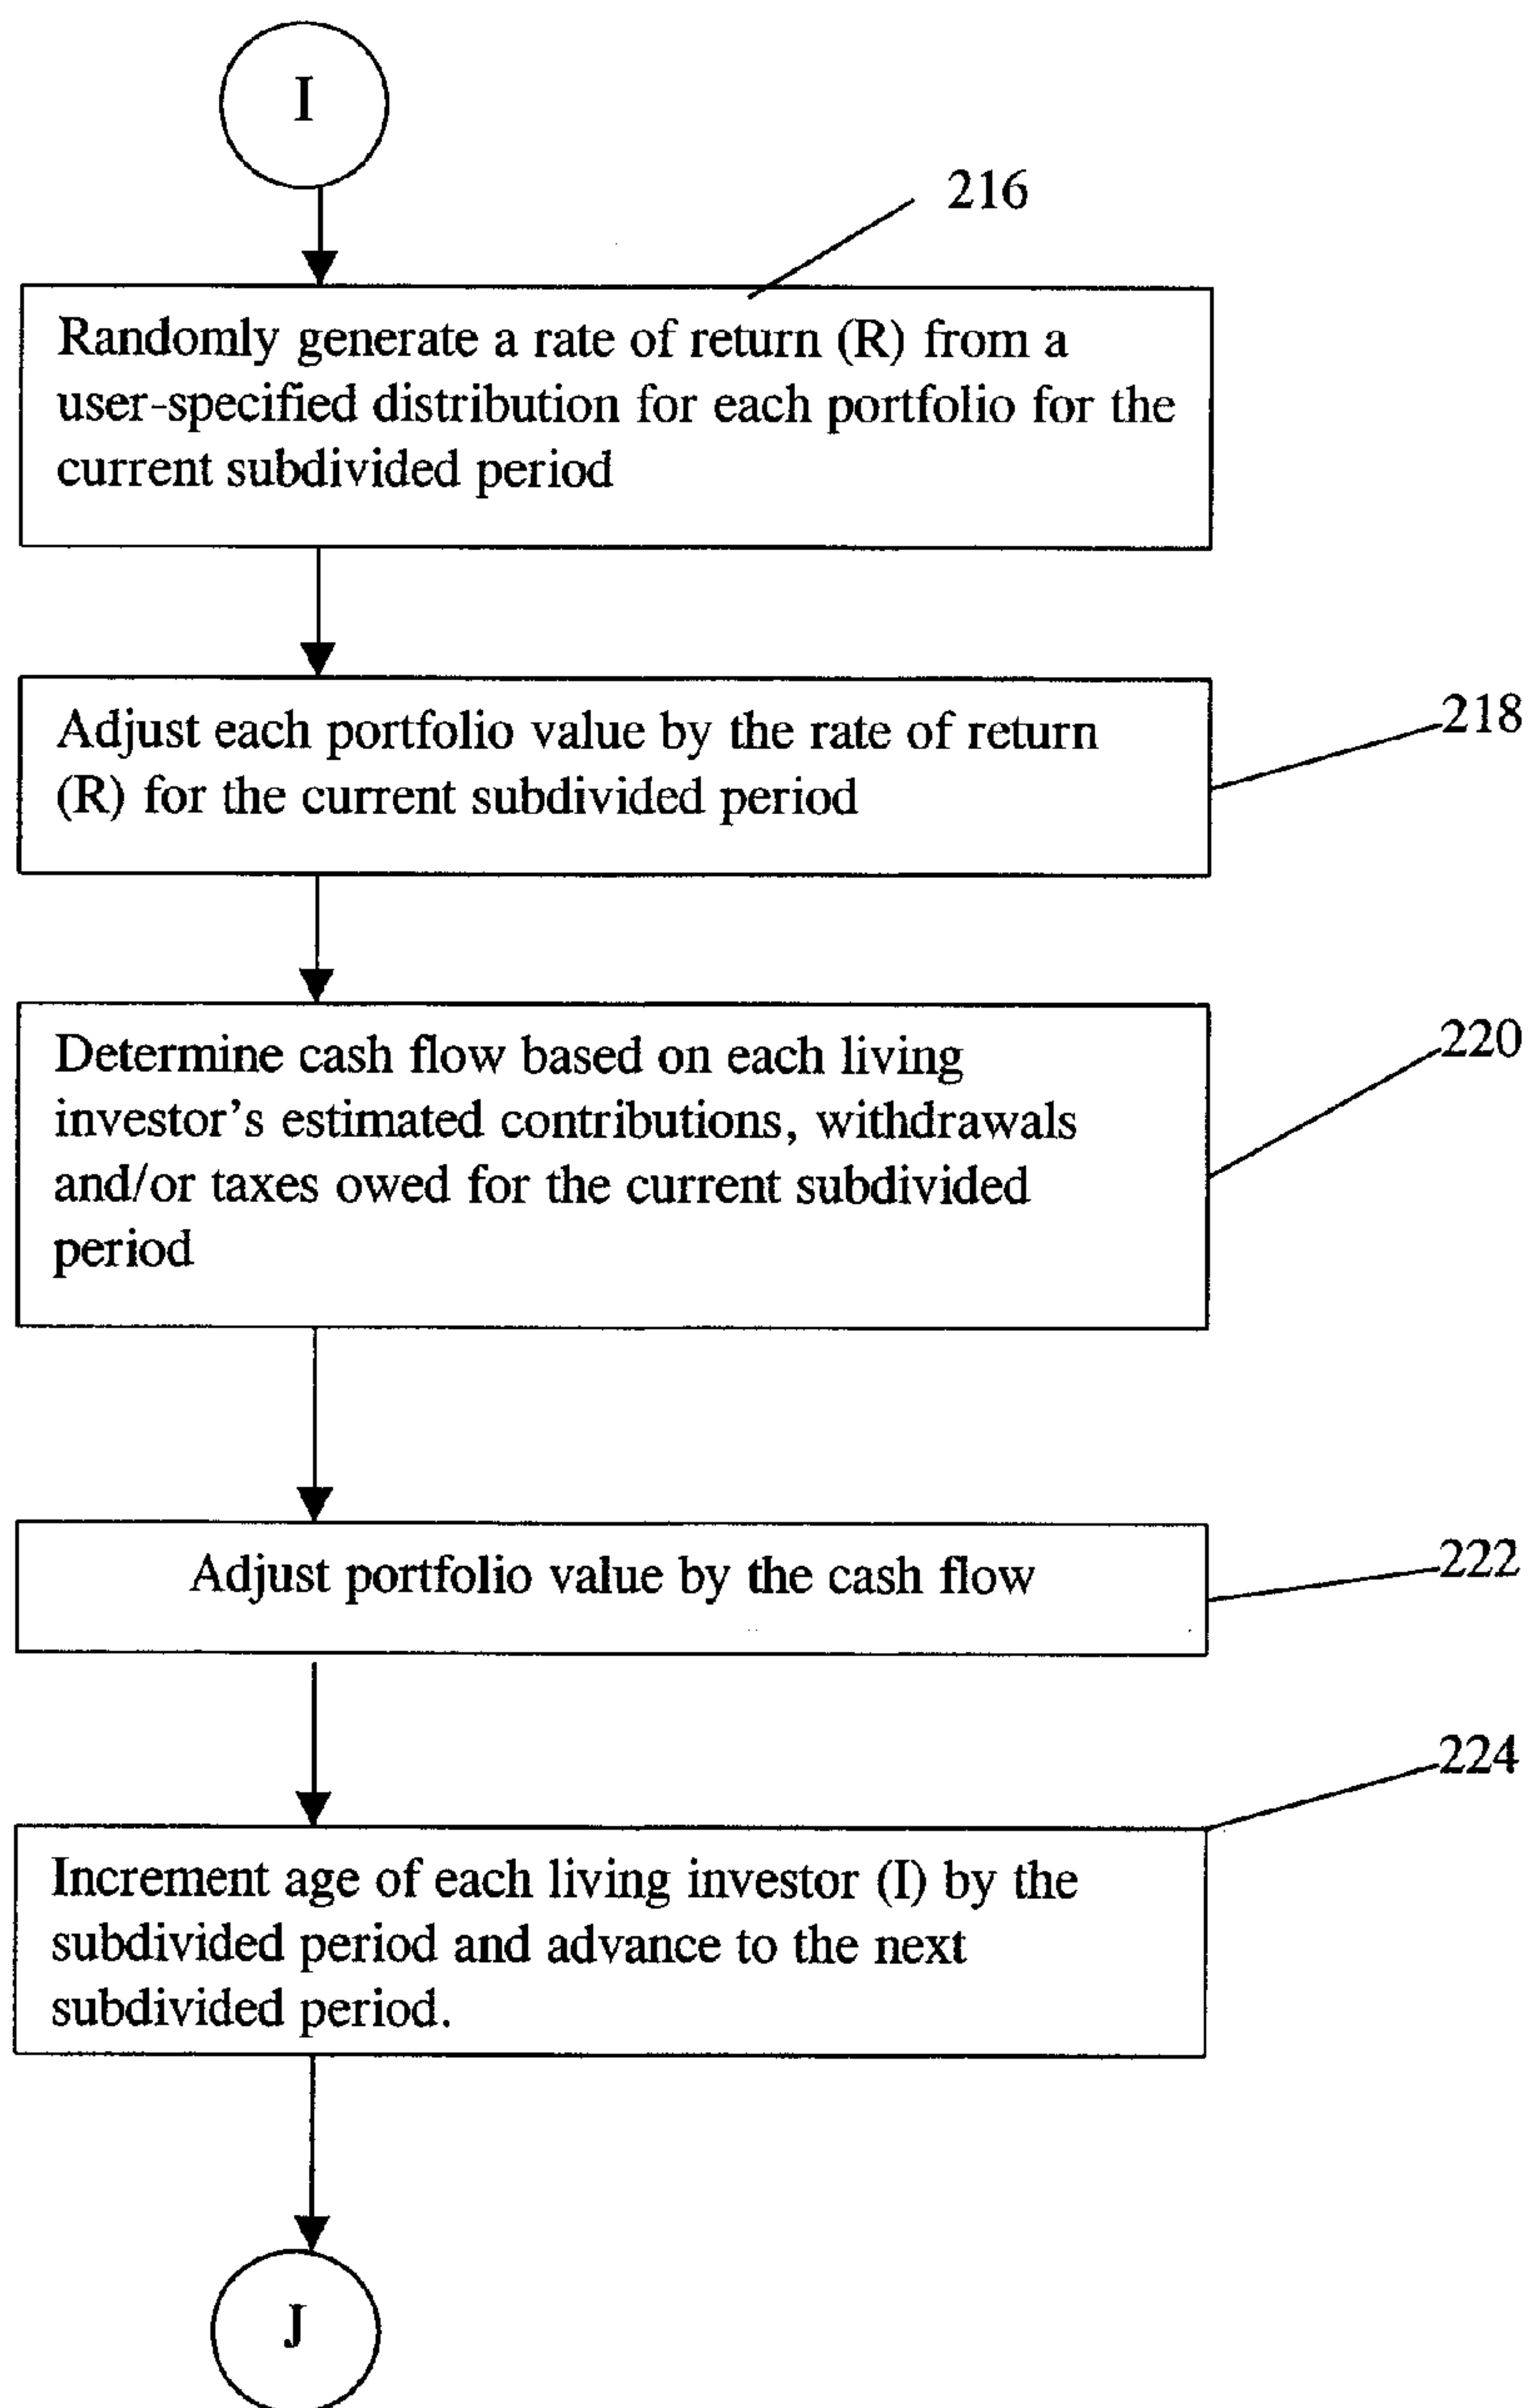 I
216
Randomly generate a rate of return (R) from a
user-specified distribution for each portfolio for the
current subdivided period
218
Adjust each portfolio value by the rate of return
(R) for the current subdivided period
220
Determine cash flow based on each living
investor's estimated contributions, withdrawals
and/or taxes owed for the current subdivided
period
222
Adjust portfolio value by the cash flow
224
Increment age of each living investor (I) by the
subdivided period and advance to the next
subdivided period.
J